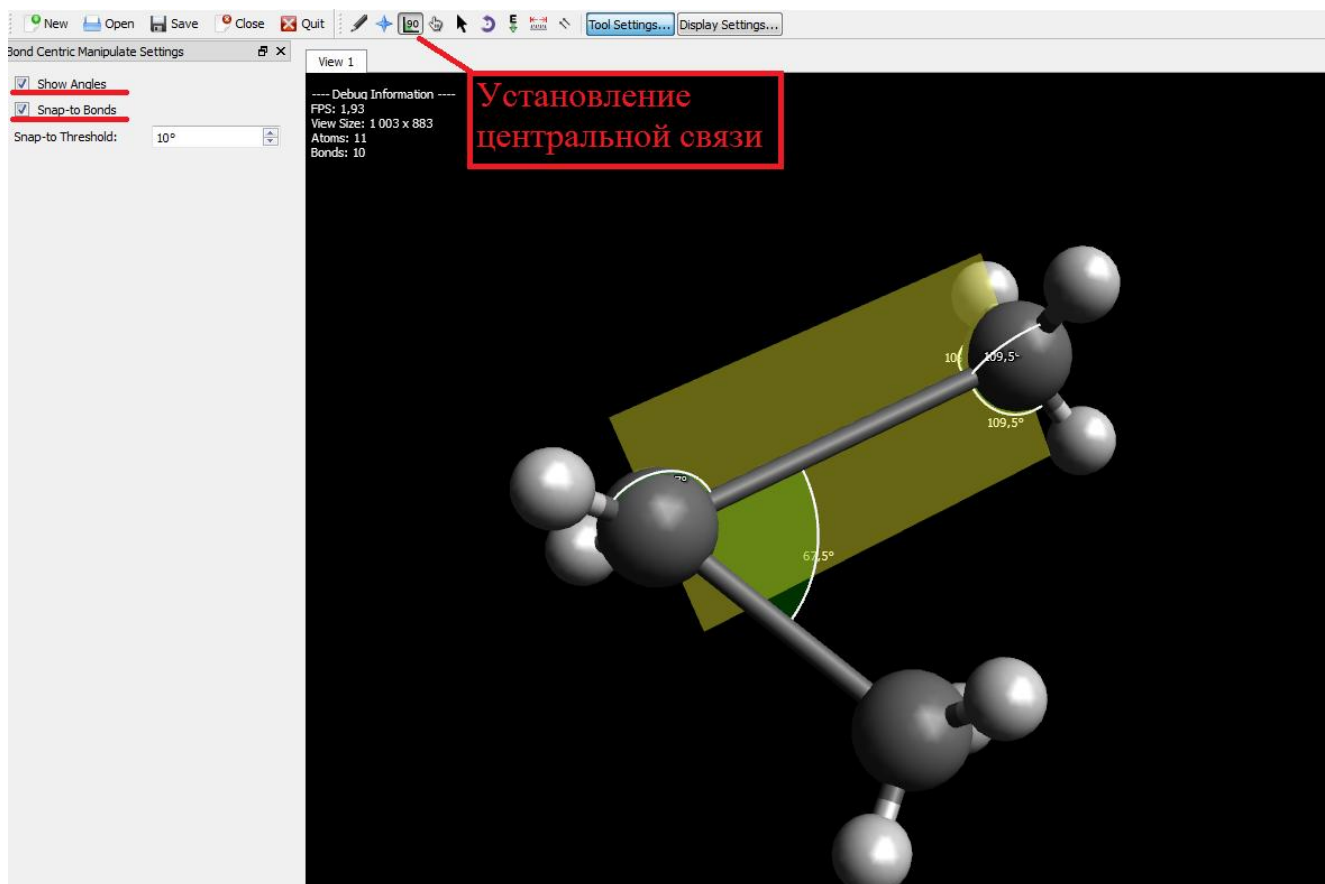 New Open Save Close Quit 90 E Tool Settings... Display Settings...
Bond Centric Manipulate Settings
View 1
Show Angles
Snap-to Bonds
Snap-to Threshold: 10°
---- Debug Information ----
FPS: 1,93
View Size: 1 003 x 883
Atoms: 11
Bonds: 10
Установление
центральной связи
109,5°
109,5°
67,5°